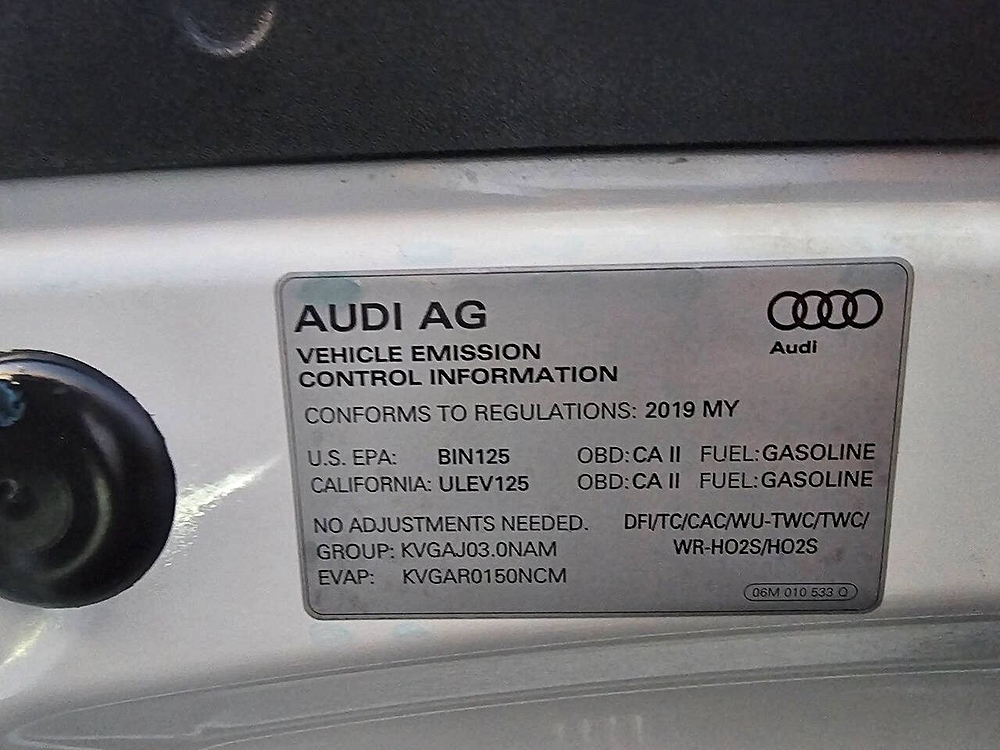 AUDI AG
Audi
VEHICLE EMISSION
CONTROL INFORMATION
CONFORMS TO REGULATIONS: 2019 MY
U.S. EPA: BIN125 OBD:CA II FUEL:GASOLINE
CALIFORNIA: ULEV125 OBD:CA II FUEL:GASOLINE
NO ADJUSTMENTS NEEDED. DFI/TC/CAC/WU-TWC/TWC/
GROUP: KVGAJ03.0NAM WR-HO2S/HO2S
EVAP: KVGAR0150NCM
06M 010 533 Q